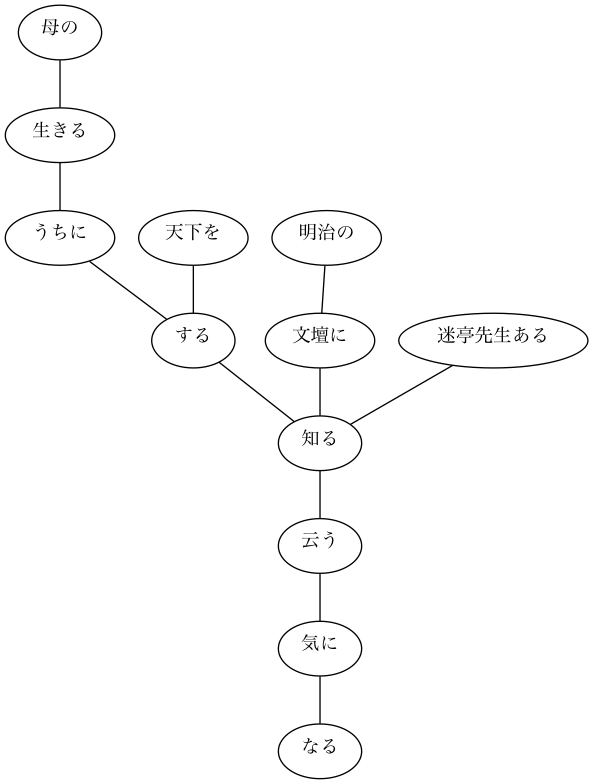 母の
生きる
うちに
天下を
明治の
する
文壇に
迷亭先生ある
知る
云う
気に
なる